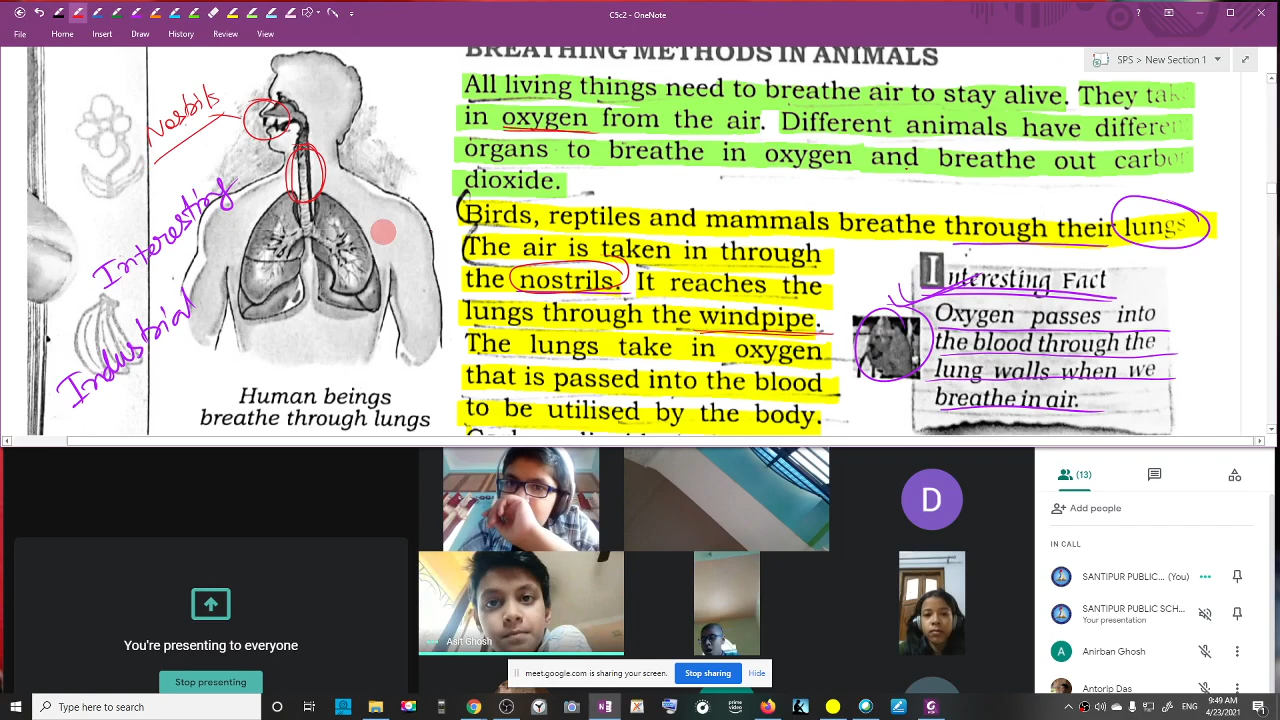 CSc2 - OneNote
File Home Insert Draw History Review View
BREATHING METHODS IN ANIMALS
SPS > New Section 1
All living things need to breathe air to stay alive. They tak
in oxygen from the air. Different animals have differen
organs to breathe in oxygen and breathe out carbon
dioxide.
Birds, reptiles and mammals breathe through their lungs
The air is taken in through
the nostrils. It reaches the
lungs through the windpipe.
The lungs take in oxygen
that is passed into the blood
to be utilised by the body.
Interesting Fact
Oxygen passes into
the blood through the
lung walls when we
breathe in air.
Interesting
Industrial
Human beings
breathe through lungs
You're presenting to everyone
Stop presenting
Asit Ghosh
D
meet.google.com is sharing your screen.
Stop sharing
Hide
(13)
Add people
IN CALL
SANTIPUR PUBLIC... (You)
SANTIPUR PUBLIC SCH...
Your presentation
A
Anirban Ghosh
Antorip Das
Type here to search
prime video
ENG
9:49 AM
4/23/2021